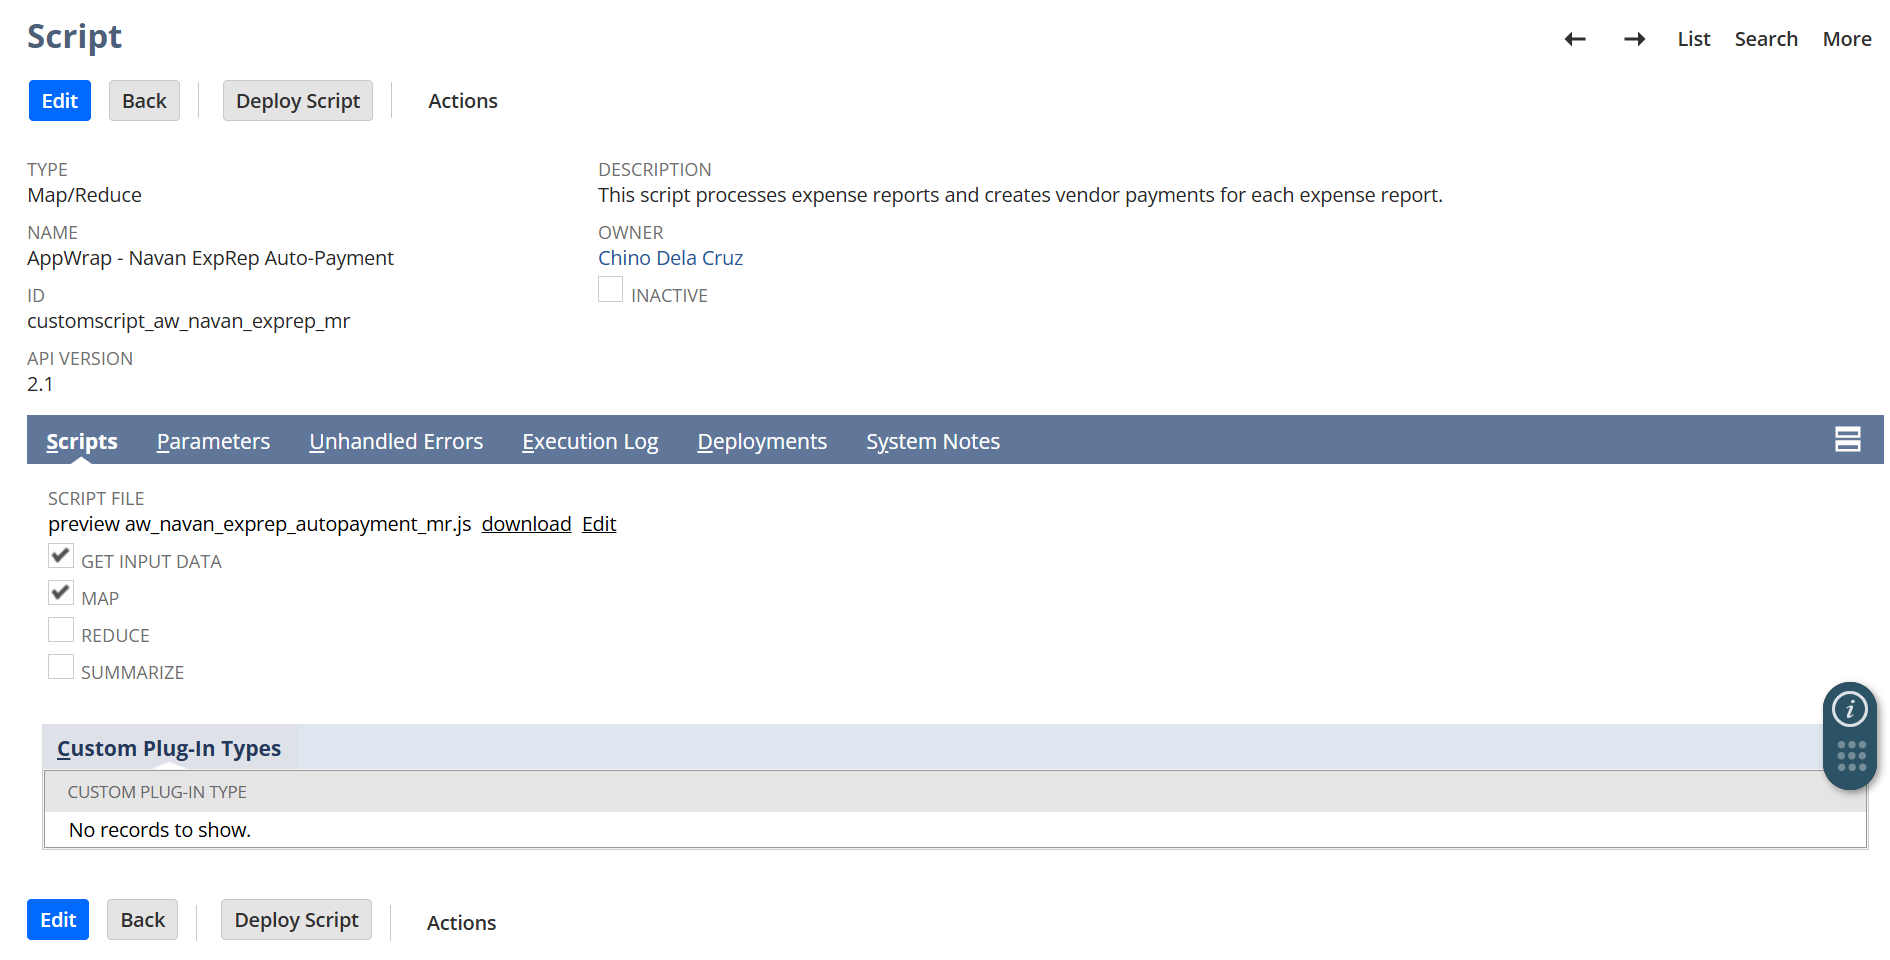 Script
List Search More
Edit Back Deploy Script Actions
TYPE
Map/Reduce
NAME
AppWrap - Navan ExpRep Auto-Payment
ID
customscript_aw_navan_exprep_mr
API VERSION
2.1
DESCRIPTION
This script processes expense reports and creates vendor payments for each expense report.
OWNER
Chino Dela Cruz
INACTIVE
Scripts Parameters Unhandled Errors Execution Log Deployments System Notes
SCRIPT FILE
preview aw_navan_exprep_autopayment_mr.js download Edit
GET INPUT DATA
MAP
REDUCE
SUMMARIZE
i
Custom Plug-In Types
CUSTOM PLUG-IN TYPE
No records to show.
Edit Back Deploy Script Actions